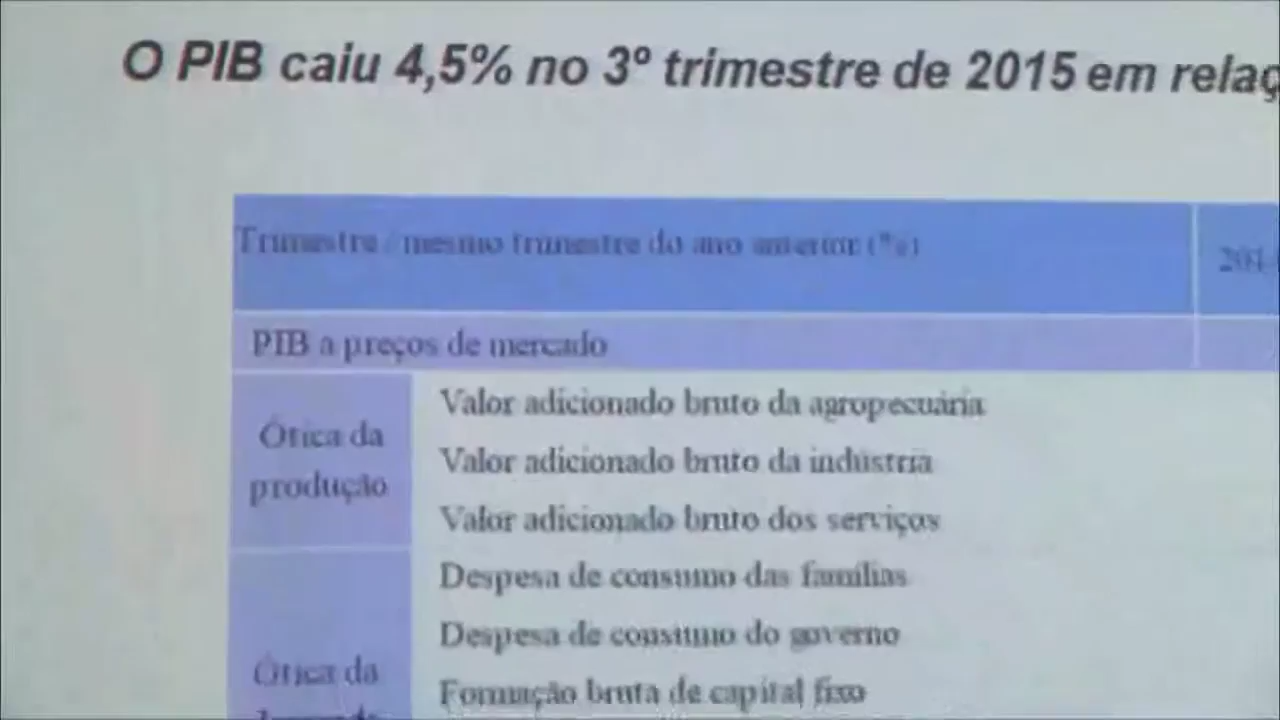 O PIB caiu 4,5% no 3º trimestre de 2015 em relaç
Trimestre / mesmo trimestre do ano anterior (%)
PIB a preços de mercado
Ótica da
produção
Valor adicionado bruto da agropecuária
Valor adicionado bruto da indústria
Valor adicionado bruto dos serviços
Ótica da
Despesa de consumo das famílias
Despesa de consumo do governo
Formação bruta de capital fixo